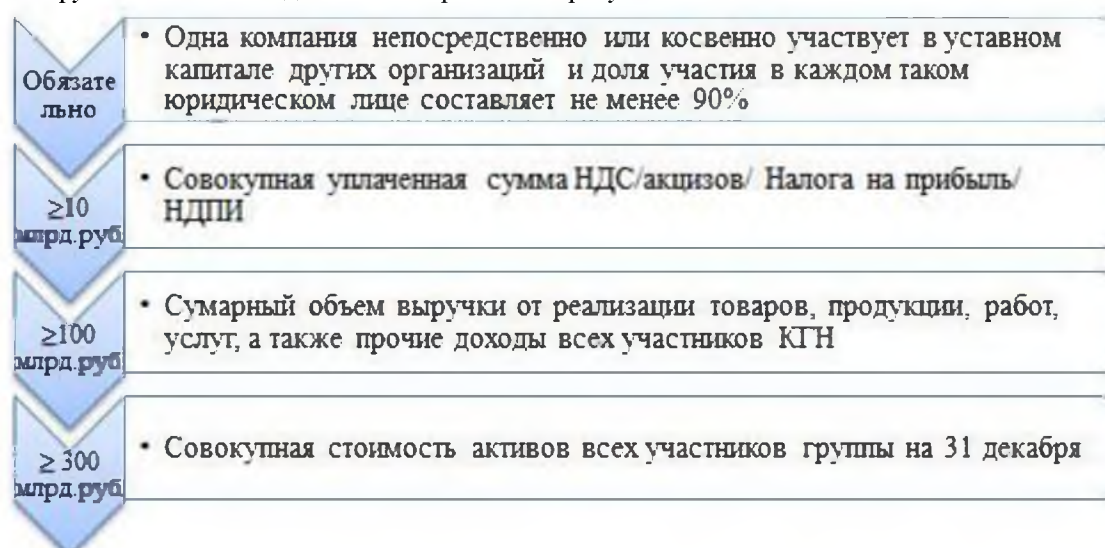 Обязате
льно
• Одна компания непосредственно или косвенно участвует в уставном
капитале других организаций и доля участия в каждом таком
юридическом лице составляет не менее 90%
≥10
млрд.руб
• Совокупная уплаченная сумма НДС/акцизов/ Налога на прибыль/
НДПИ
≥100
млрд.руб
• Сумарный объем выручки от реализации товаров, продукции, работ,
услуг, а также прочие доходы всех участников КГН
≥ 300
млрд.руб
• Совокупная стоимость активов всех участников группы на 31 декабря